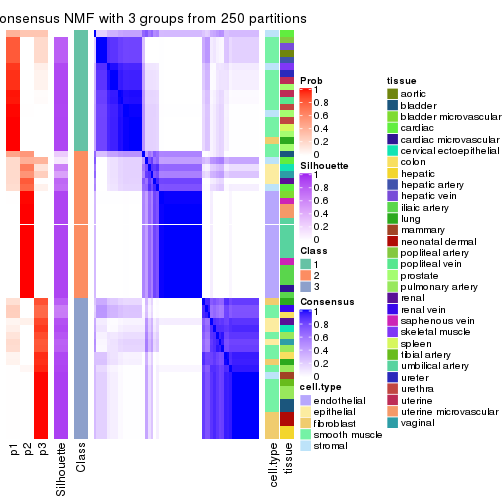 onsensus NMF with 3 groups from 250 partitions
p1
p2
p3
Silhouette
Class
cell.type
tissue
Prob
1
0.8
0.6
0.4
0.2
0
Silhouette
1
0.8
0.6
0.4
0.2
0
Class
1
2
3
Consensus
1
0.8
0.6
0.4
0.2
0
cell.type
endothelial
epithelial
fibroblast
smooth muscle
stromal
tissue
aortic
bladder
bladder microvascular
cardiac
cardiac microvascular
cervical ectoepithelial
colon
hepatic
hepatic artery
hepatic vein
iliaic artery
lung
mammary
neonatal dermal
popliteal artery
popliteal vein
prostate
pulmonary artery
renal
renal vein
saphenous vein
skeletal muscle
spleen
tibial artery
umbilical artery
ureter
urethra
uterine
uterine microvascular
vaginal